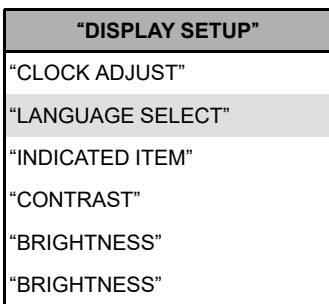 “DISPLAY SETUP”
“CLOCK ADJUST”
“LANGUAGE SELECT”
“INDICATED ITEM”
“CONTRAST”
“BRIGHTNESS”
“BRIGHTNESS”